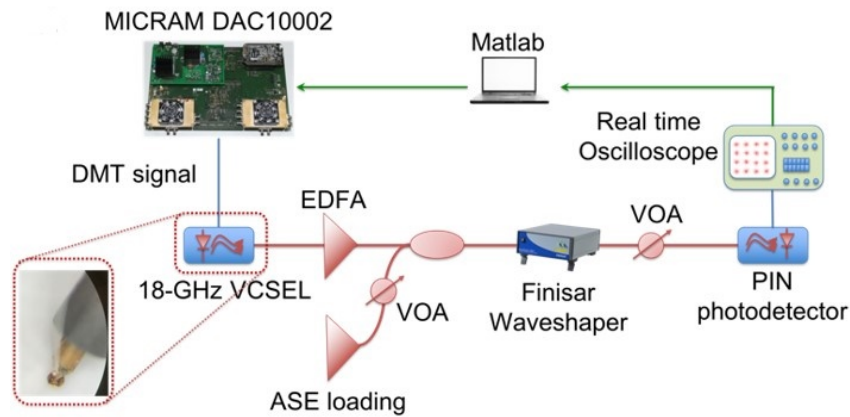 MICRAM DAC10002
Matlab
Real time
Oscilloscope
DMT signal
EDFA
VOA
18-GHz VCSEL
VOA
Finisar
Waveshaper
PIN
photodetector
ASE loading